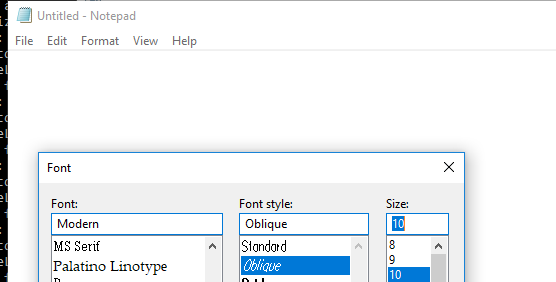 Untitled - Notepad
File Edit Format View Help
Font
Font: Font style: Size:
Modern Oblique 10
MS Serif Standard 8
Palatino Linotype Oblique 9
10